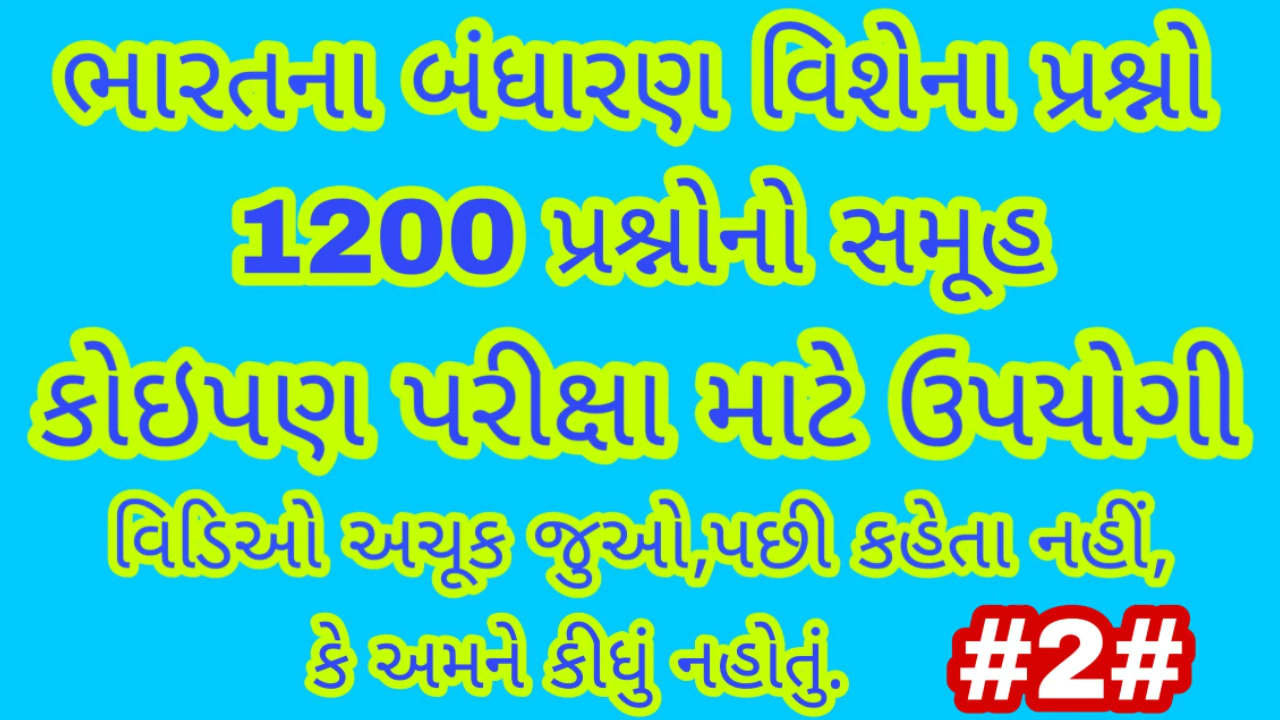 ભારતના બંધારણ વિશેના પ્રશ્નો
1200 પ્રશ્નોનો સમૂહ
કોઇપણ પરીક્ષા માટે ઉપયોગી
વિડિઓ અચૂક જુઓ,પછી કહેતા નહીં,
કે અમને કીધું નહોતું.
#2#